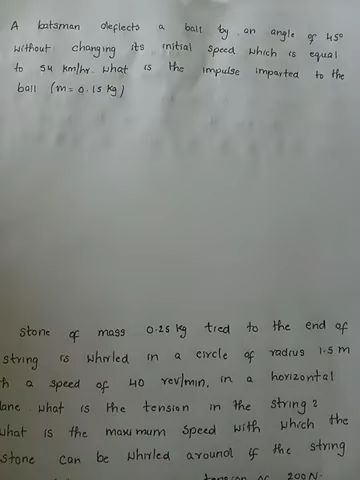 A batsman deflects a ball by an angle of 45°
without changing its initial speed which is equal
to 54 km/hr. what is the impulse imparted to the
ball (m = 0.15 kg)
Stone of mass 0.25 kg tied to the end of
string is whirled in a circle of radius 1.5 m
h a speed of 40 rev/min. in a horizontal
lane what is the tension in the string ?
what is the maximum speed with which the
stone can be whirled around if the string
tension of 200N.